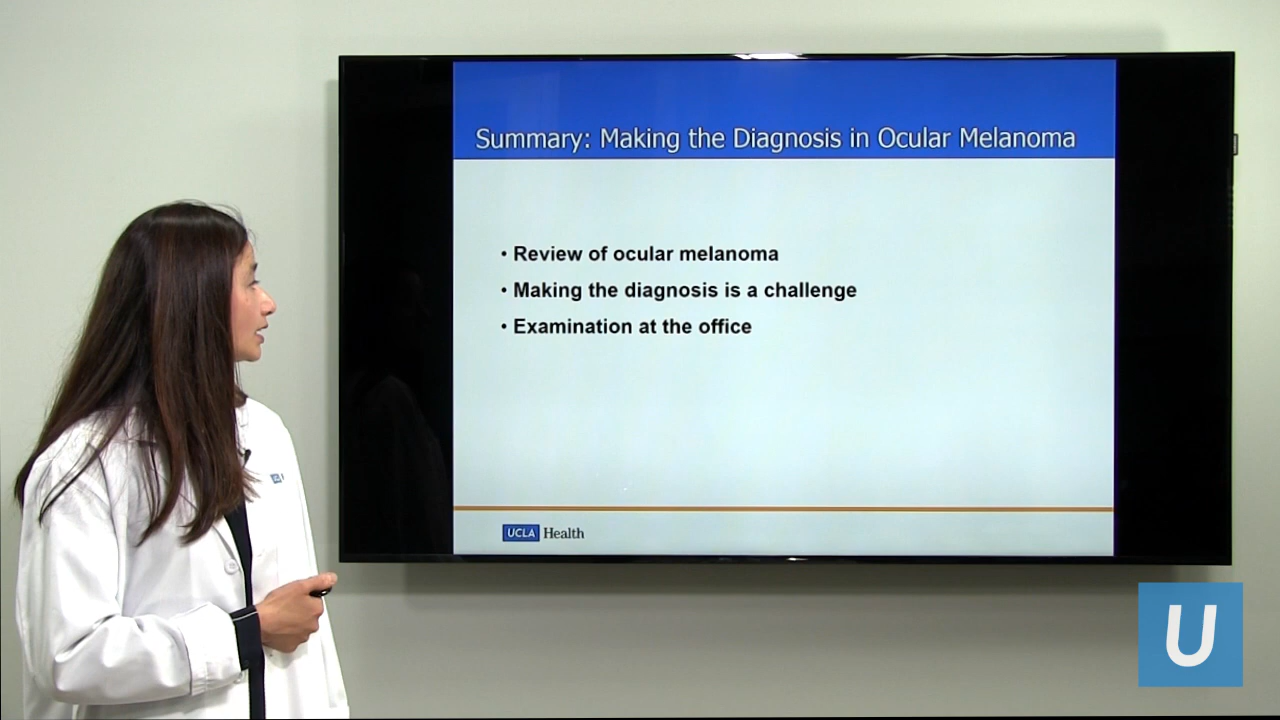 Summary: Making the Diagnosis in Ocular Melanoma
• Review of ocular melanoma
• Making the diagnosis is a challenge
• Examination at the office
UCLA Health
U